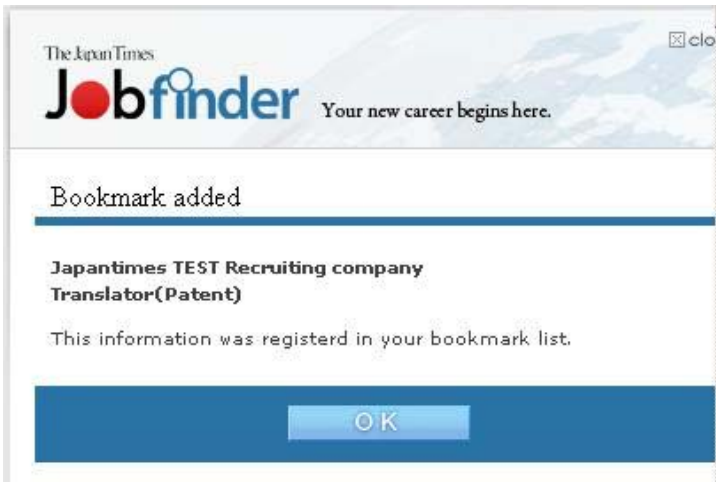 The Japan Times
clo
Jobfinder
Your new career begins here.
Bookmark added
Japantimes TEST Recruiting company
Translator(Patent)
This information was registerd in your bookmark list.
OK